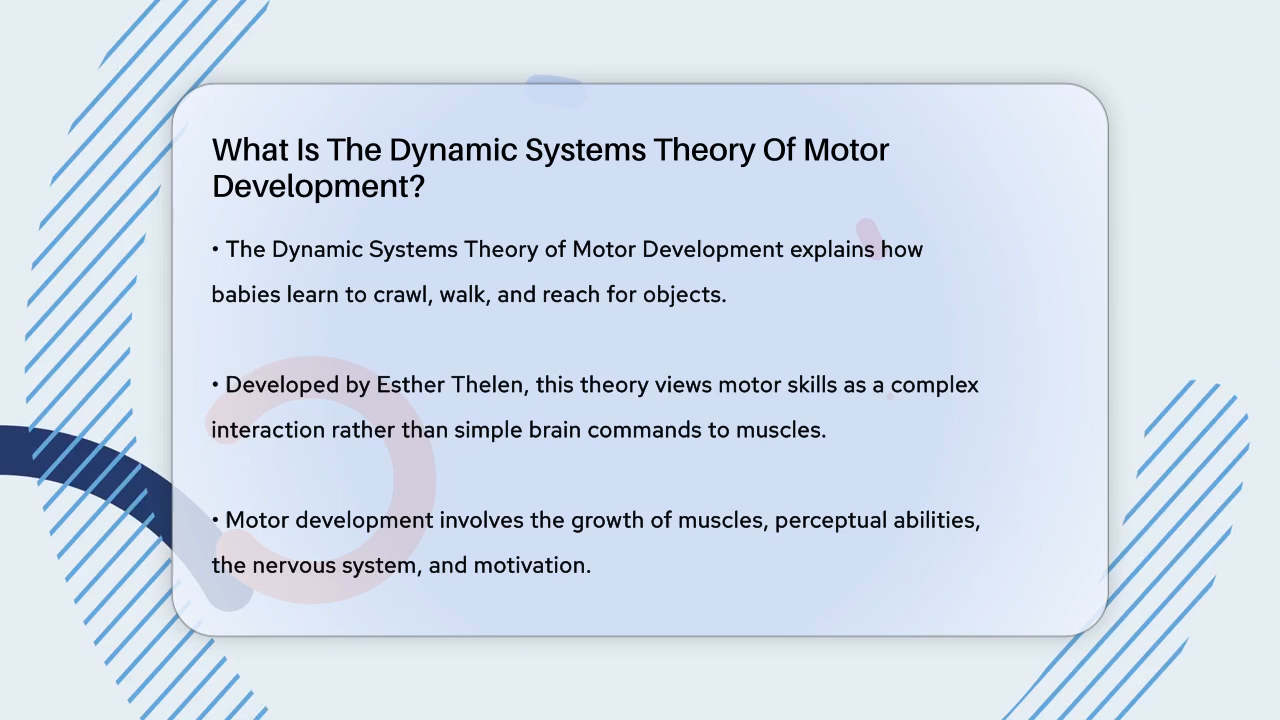 What Is The Dynamic Systems Theory Of Motor
Development?
• The Dynamic Systems Theory of Motor Development explains how
babies learn to crawl, walk, and reach for objects.
• Developed by Esther Thelen, this theory views motor skills as a complex
interaction rather than simple brain commands to muscles.
• Motor development involves the growth of muscles, perceptual abilities,
the nervous system, and motivation.